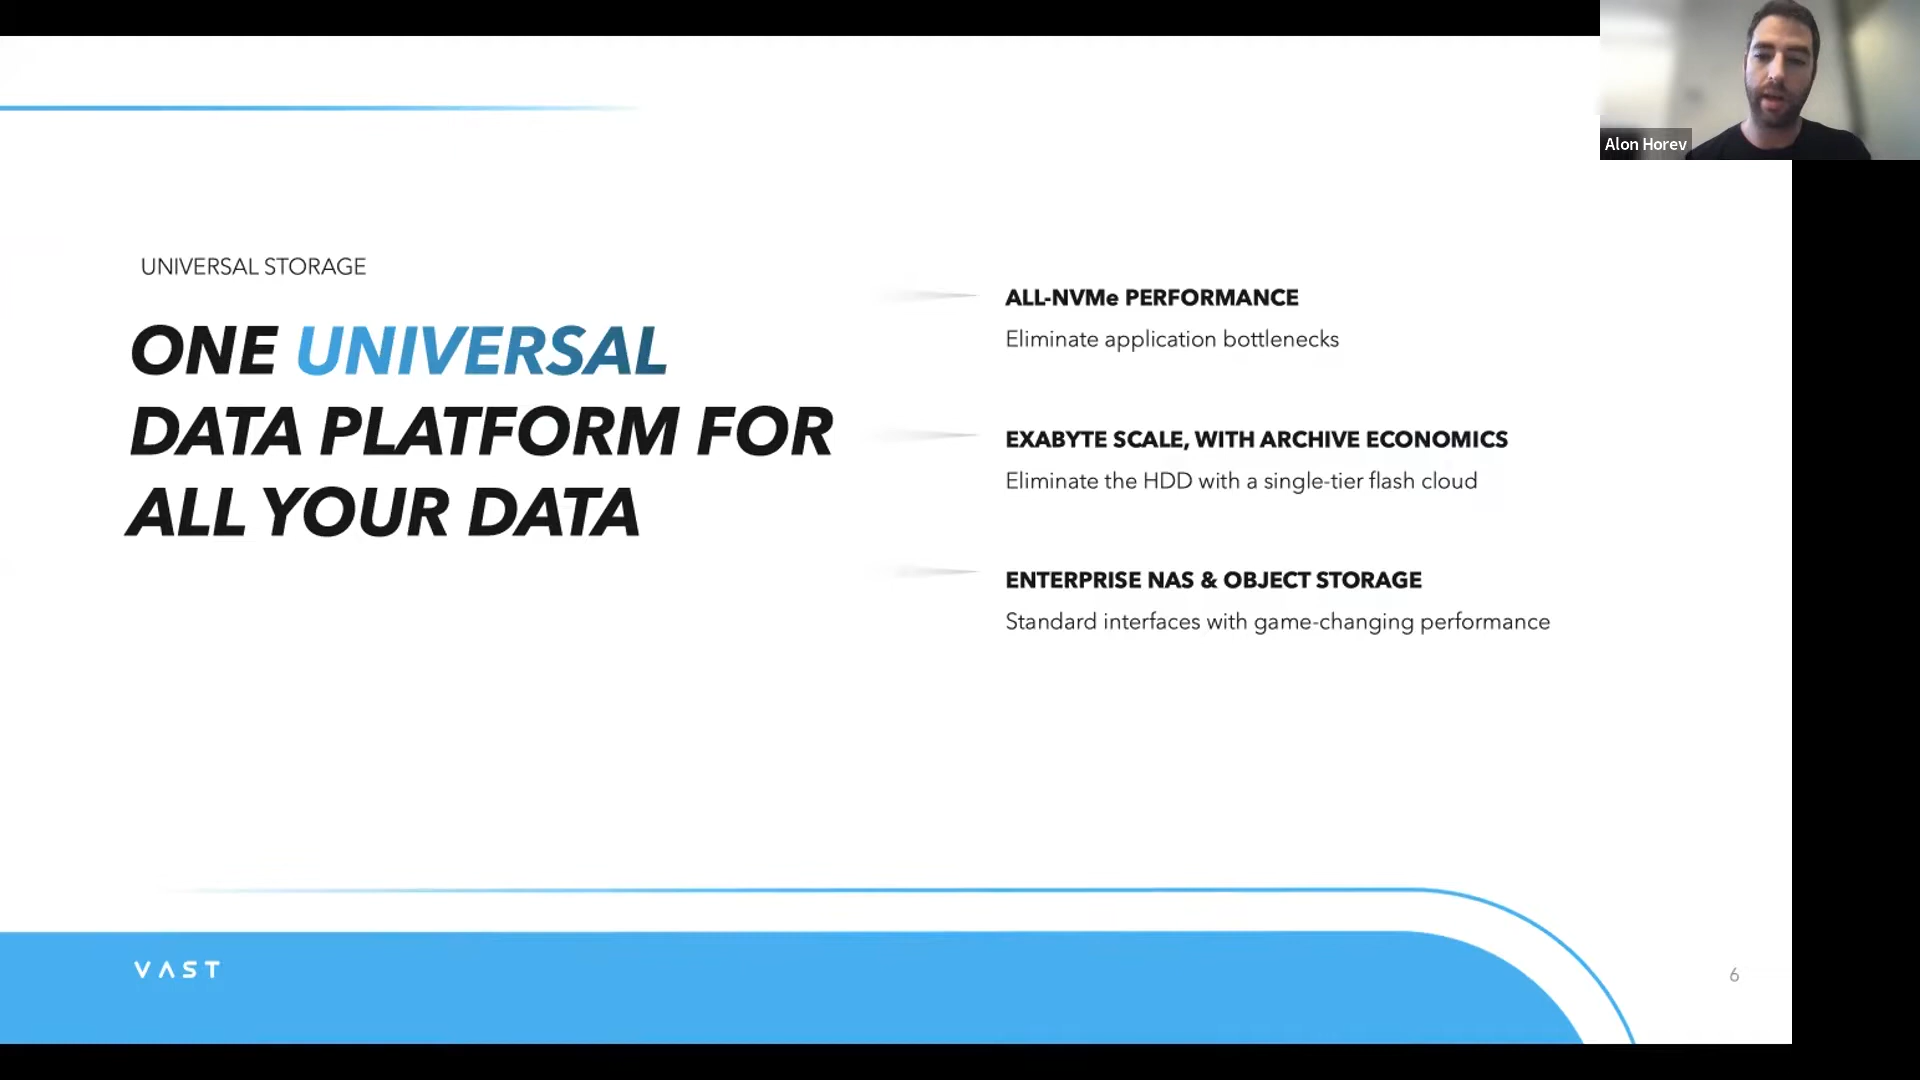 Alon Horev
UNIVERSAL STORAGE
ONE UNIVERSAL
DATA PLATFORM FOR
ALL YOUR DATA
ALL-NVMe PERFORMANCE
Eliminate application bottlenecks
EXABYTE SCALE, WITH ARCHIVE ECONOMICS
Eliminate the HDD with a single-tier flash cloud
ENTERPRISE NAS & OBJECT STORAGE
Standard interfaces with game-changing performance
VAST
6